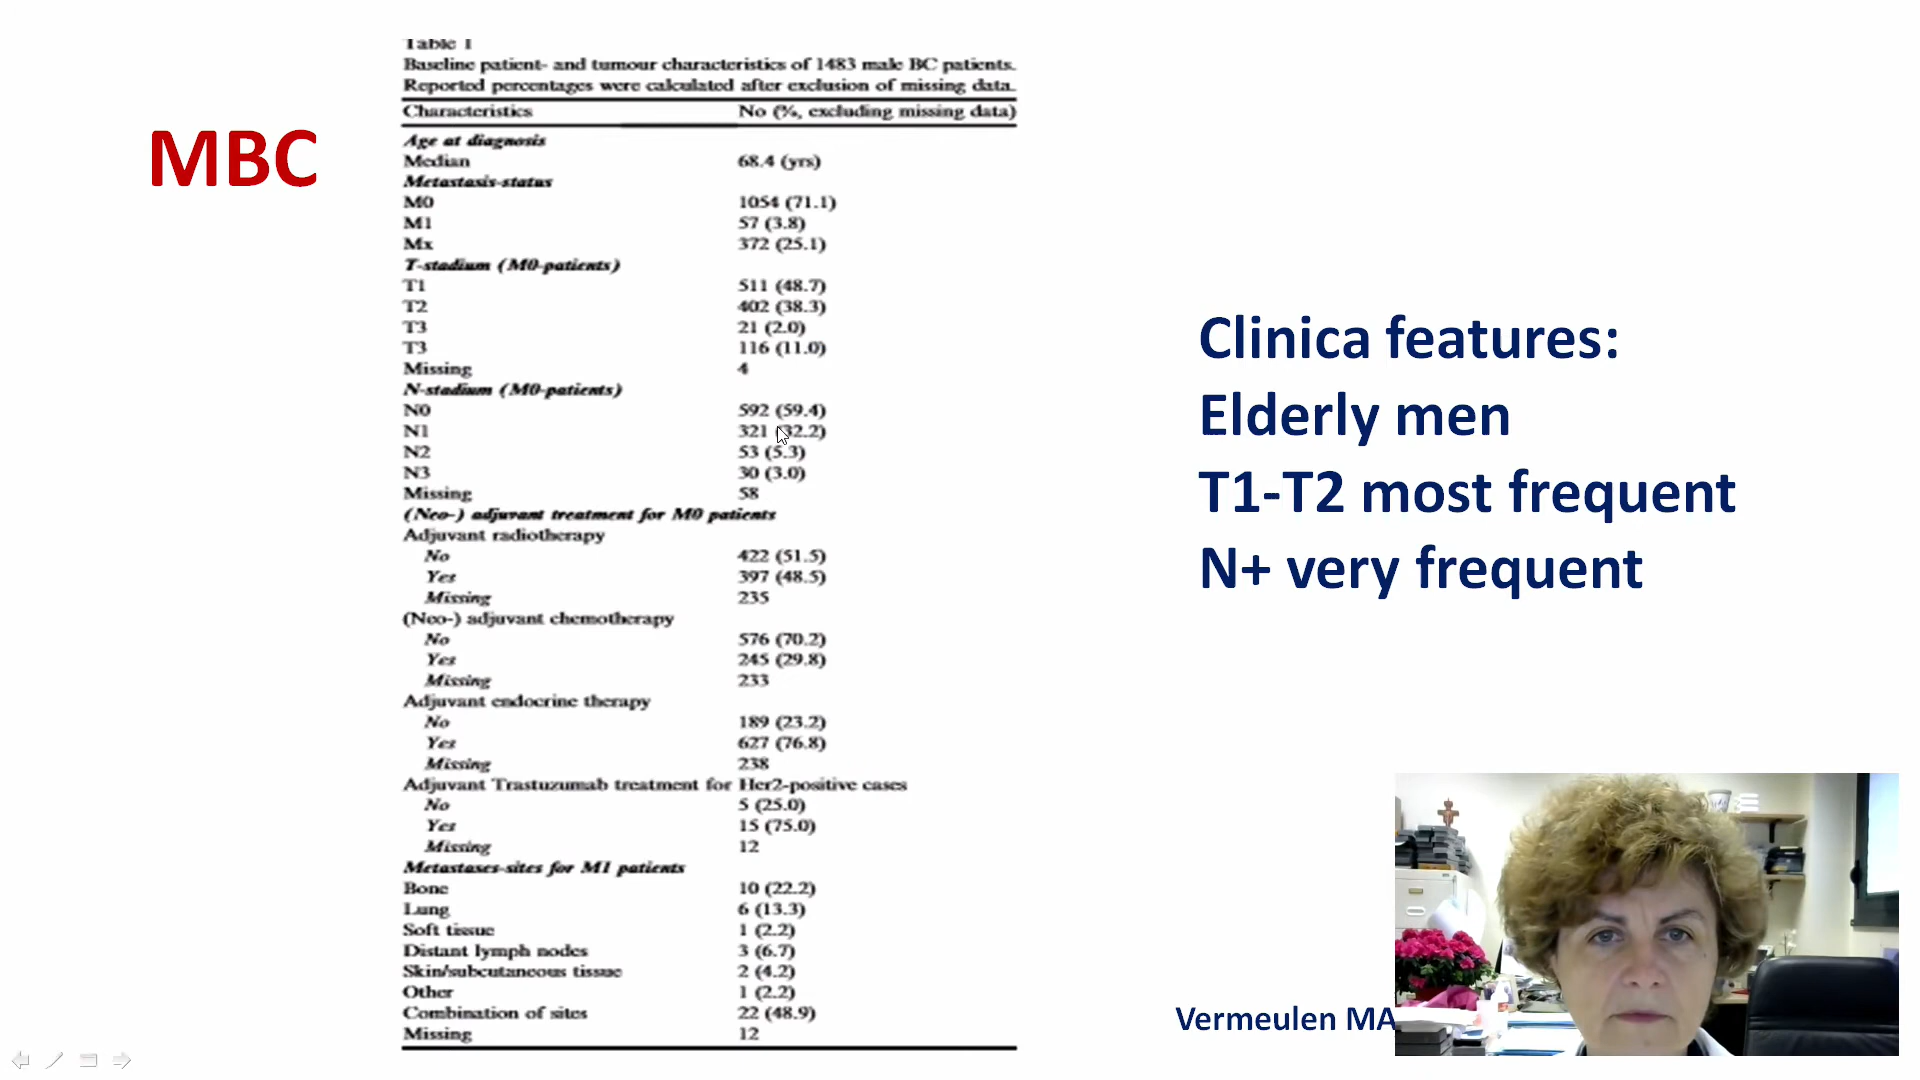 MBC
Table 1
Baseline patient- and tumour characteristics of 1483 male BC patients.
Reported percentages were calculated after exclusion of missing data.
Characteristics No (%, excluding missing data)
Age at diagnosis
Median 68.4 (yrs)
Metastasis-status
M0 1054 (71.1)
M1 57 (3.8)
Mx 372 (25.1)
T-stadium (M0-patients)
T1 511 (48.7)
T2 402 (38.3)
T3 21 (2.0)
T3 116 (11.0)
Missing 4
N-stadium (M0-patients)
N0 592 (59.4)
N1 321 (32.2)
N2 53 (5.3)
N3 30 (3.0)
Missing 58
(Neo-) adjuvant treatment for M0 patients
Adjuvant radiotherapy
No 422 (51.5)
Yes 397 (48.5)
Missing 235
(Neo-) adjuvant chemotherapy
No 576 (70.2)
Yes 245 (29.8)
Missing 233
Adjuvant endocrine therapy
No 189 (23.2)
Yes 627 (76.8)
Missing 238
Adjuvant Trastuzumab treatment for Her2-positive cases
No 5 (25.0)
Yes 15 (75.0)
Missing 12
Metastases-sites for M1 patients
Bone 10 (22.2)
Lung 6 (13.3)
Soft tissue 1 (2.2)
Distant lymph nodes 3 (6.7)
Skin/subcutaneous tissue 2 (4.2)
Other 1 (2.2)
Combination of sites 22 (48.9)
Missing 12
Clinica features:
Elderly men
T1-T2 most frequent
N+ very frequent
Vermeulen MA